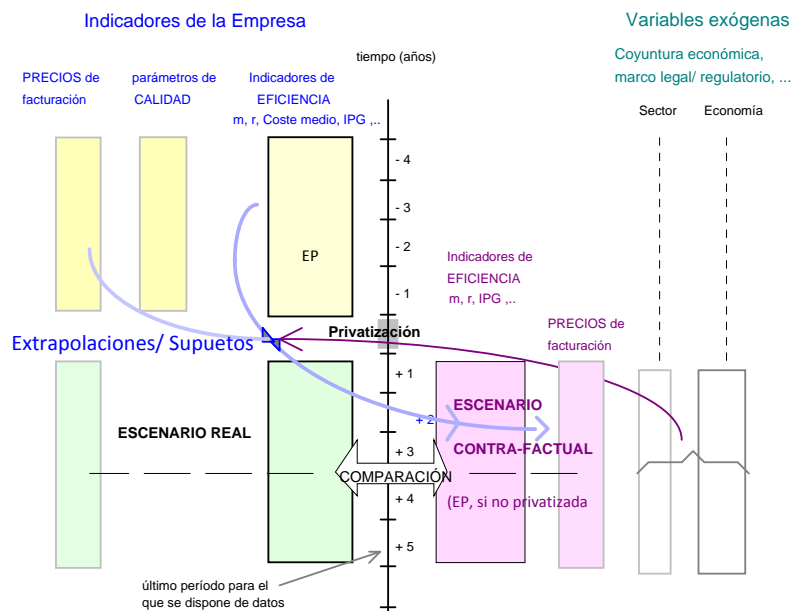 Indicadores de la Empresa
Variables exógenas
tiempo (años)
Coyuntura económica,
marco legal/ regulatorio, ...
PRECIOS de
facturación
parámetros de
CALIDAD
Indicadores de
EFICIENCIA
m, r, Coste medio, IPG ,..
Sector
Economía
- 4
- 3
- 2
- 1
EP
Indicadores de
EFICIENCIA
m, r, IPG ,..
PRECIOS de
facturación
Privatización
Extrapolaciones/ Supuetos
+ 1
+ 2
+ 3
+ 4
+ 5
ESCENARIO REAL
ESCENARIO
CONTRA-FACTUAL
COMPARACIÓN
(EP, si no privatizada
último período para el
que se dispone de datos